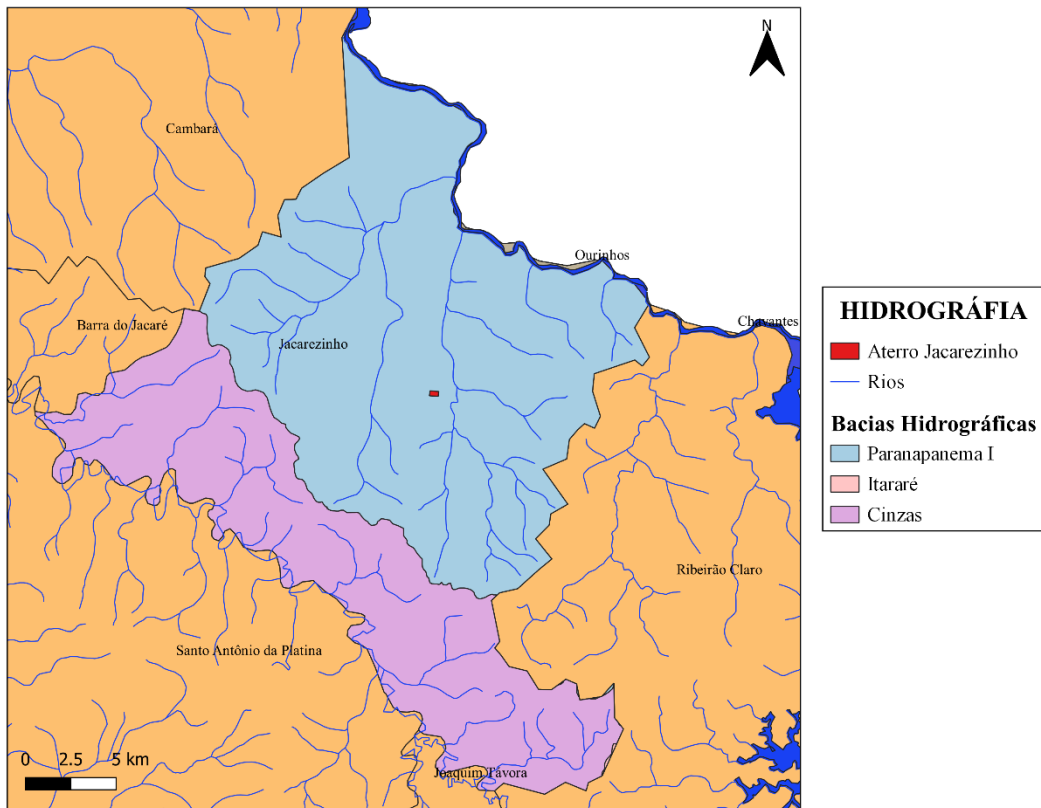 N
Cambará
Ourinhos
Chavantes
Barra do Jacaré
Jacarezinho
Ribeirão Claro
Santo Antônio da Platina
Joaquim Távora
0 2.5 5 km
HIDROGRÁFIA
Aterro Jacarezinho
Rios
Bacias Hidrográficas
Paranapanema I
Itararé
Cinzas